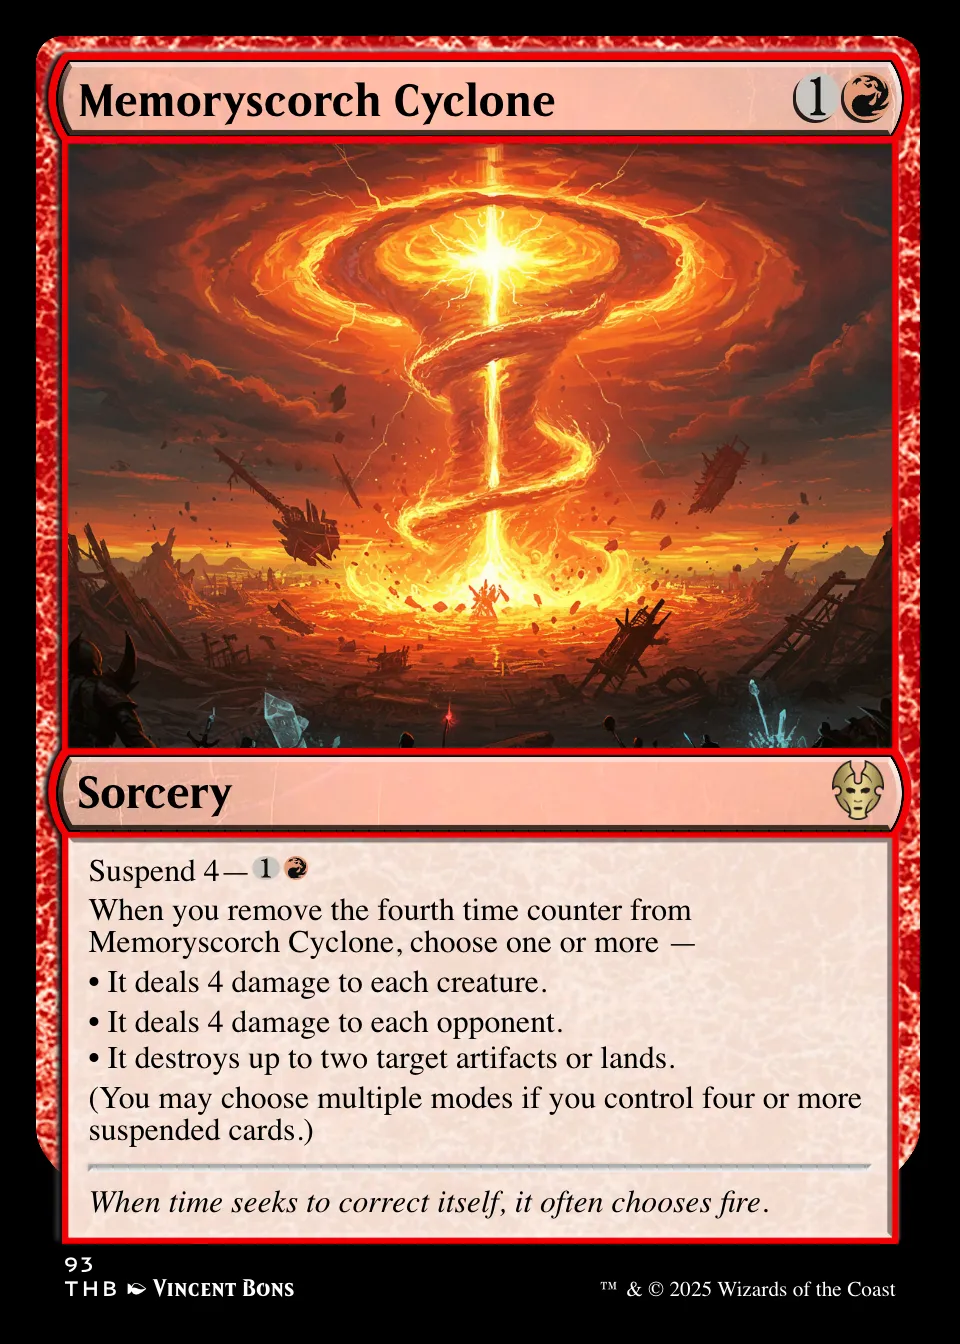 Memoryscorch Cyclone 1
Sorcery
Suspend 4—1
When you remove the fourth time counter from
Memoryscorch Cyclone, choose one or more —
• It deals 4 damage to each creature.
• It deals 4 damage to each opponent.
• It destroys up to two target artifacts or lands.
(You may choose multiple modes if you control four or more
suspended cards.)
When time seeks to correct itself, it often chooses fire.
93
THB Vincent Bons
™ & © 2025 Wizards of the Coast